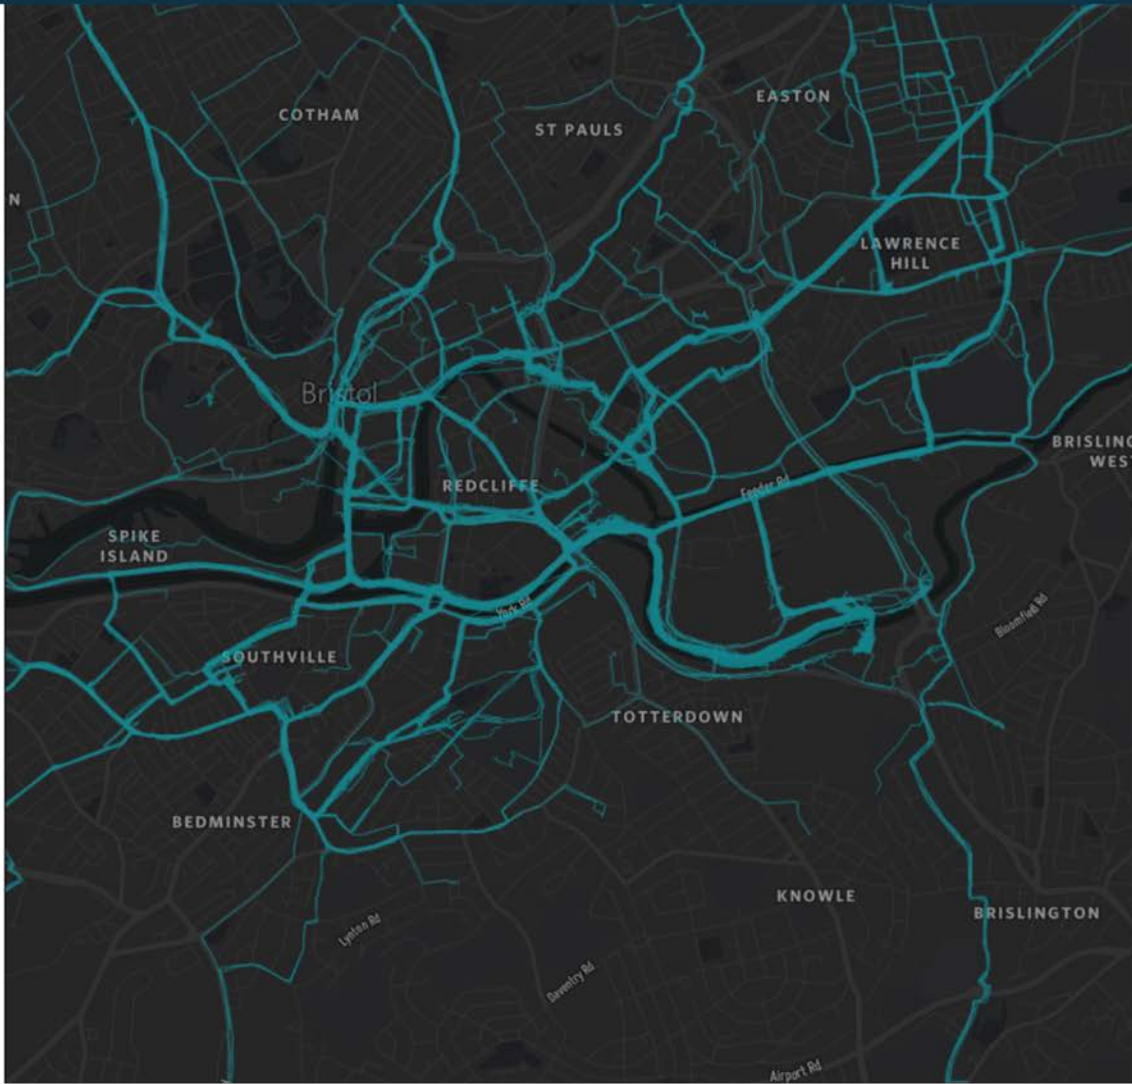 EASTON
COTHAM
ST PAULS
N
LAWRENCE
HILL
Bristol
BRISLING
WEST
REDCLIFFE
Feeder Rd
SPIKE
ISLAND
York Rd
Bloomfield Rd
SOUTHVILLE
TOTTERDOWN
BEDMINSTER
KNOWLE
BRISLINGTON
Lynton Rd
Daventry Rd
Airport Rd